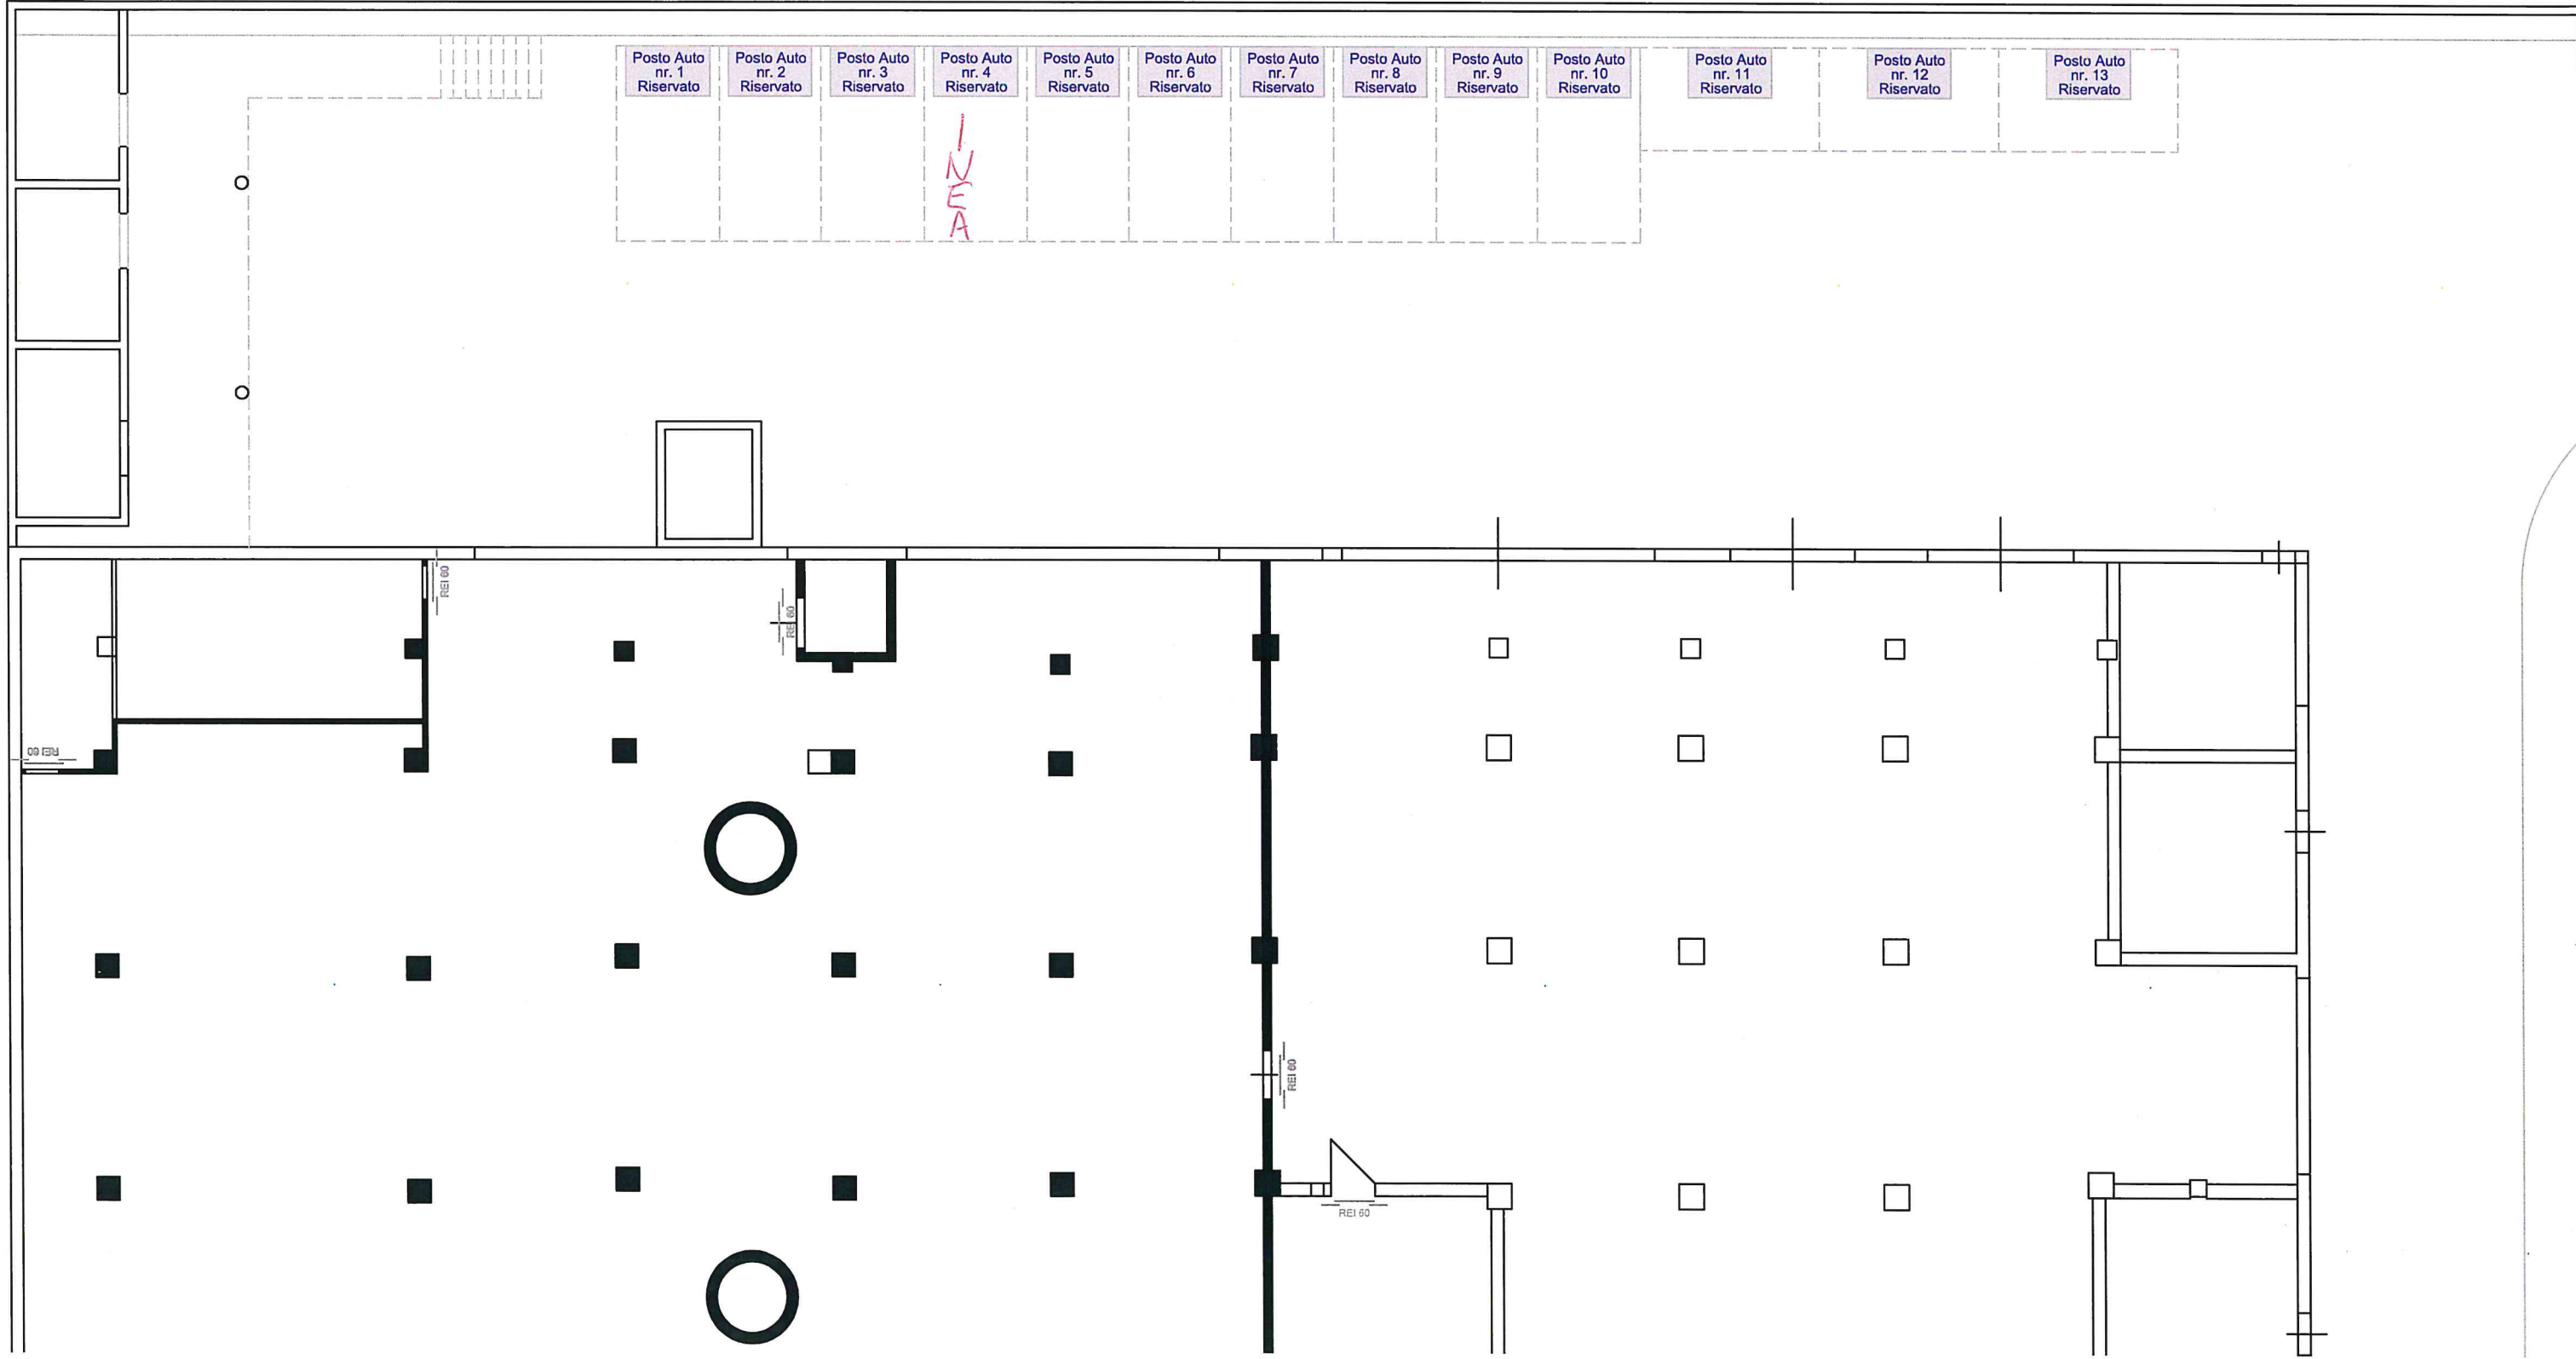 Posto Auto
nr. 1
Riservato
Posto Auto
nr. 2
Riservato
Posto Auto
nr. 3
Riservato
Posto Auto
nr. 4
Riservato
Posto Auto
nr. 5
Riservato
Posto Auto
nr. 6
Riservato
Posto Auto
nr. 7
Riservato
Posto Auto
nr. 8
Riservato
Posto Auto
nr. 9
Riservato
Posto Auto
nr. 10
Riservato
Posto Auto
nr. 11
Riservato
Posto Auto
nr. 12
Riservato
Posto Auto
nr. 13
Riservato
INEA
REI 60
REI 60
REI 60
REI 60
REI 60